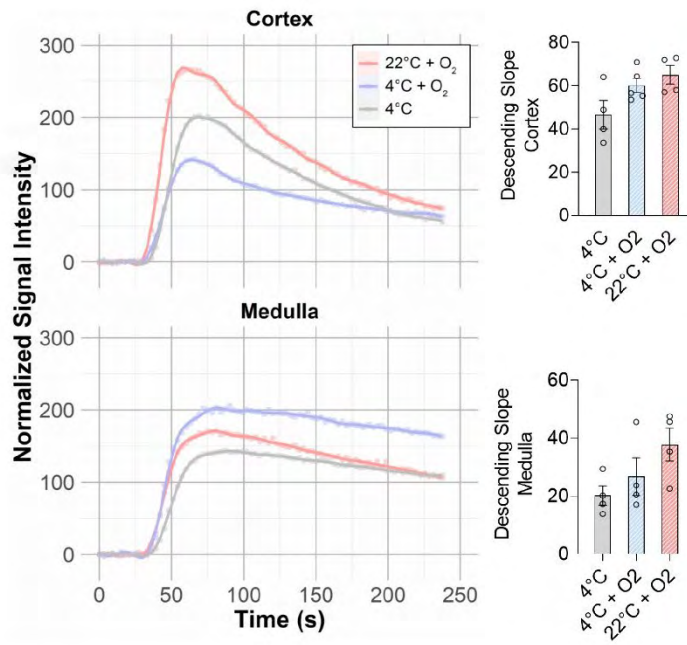 Cortex
Normalized Signal Intensity
300
200
100
0
22°C + O₂
4°C + O₂
4°C
Medulla
300
200
100
0
0 50 100 150 200 250
Time (s)
Descending Slope
Cortex
80
60
40
20
0
4°C
4°C + O2
22°C + O2
Descending Slope
Medulla
60
40
20
0
4°C
4°C + O2
22°C + O2